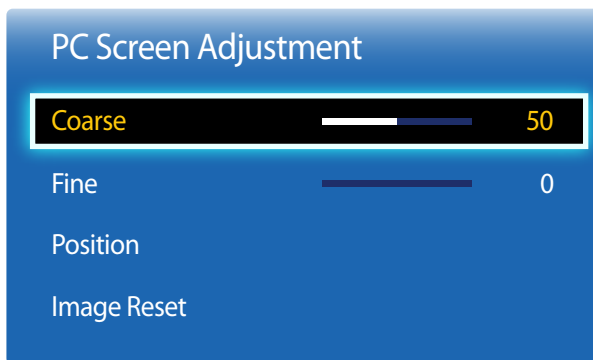 PC Screen Adjustment
Coarse 50
Fine 0
Position
Image Reset